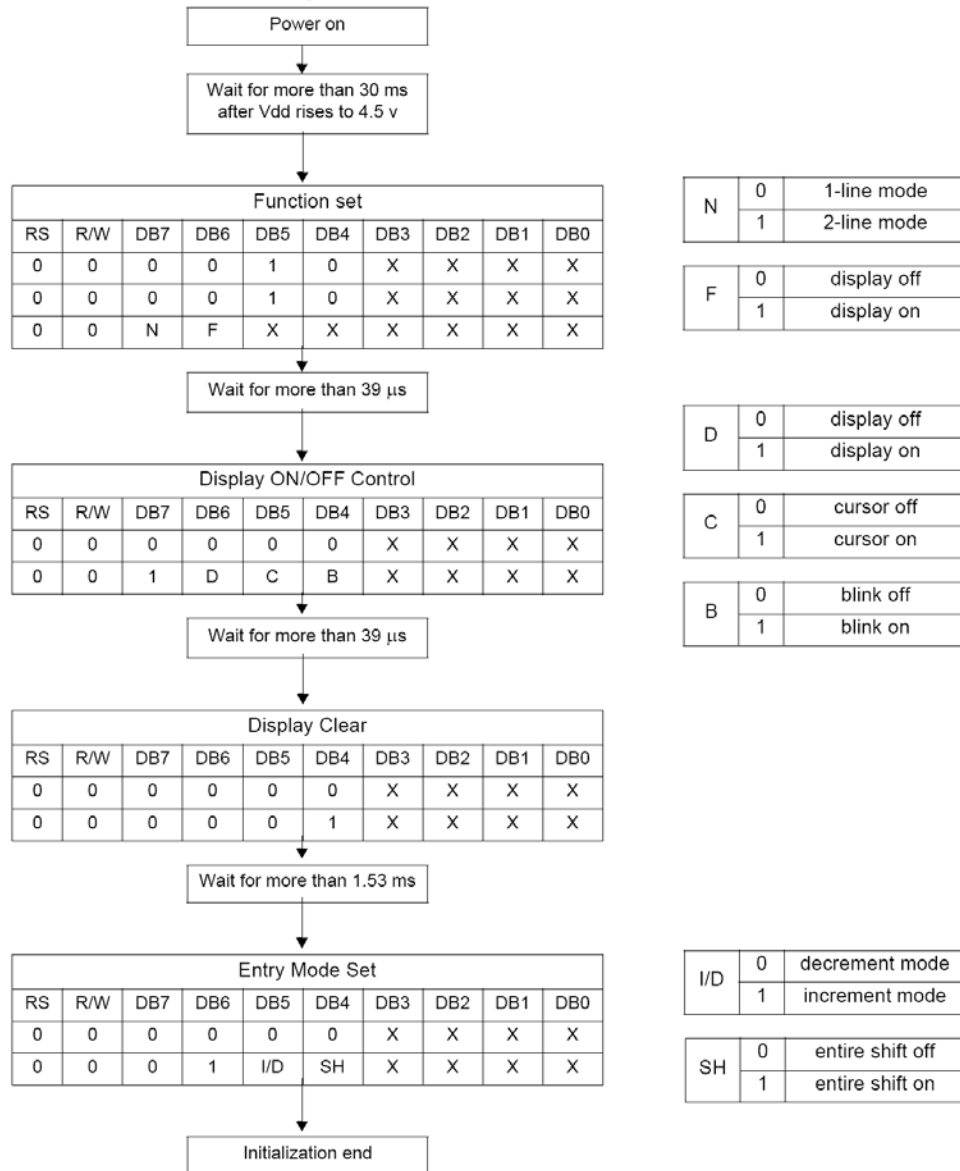 Power on
Wait for more than 30 ms
after Vdd rises to 4.5 v
Function set
RS R/W DB7 DB6 DB5 DB4 DB3 DB2 DB1 DB0
0 0 0 0 1 0 X X X X
0 0 0 0 1 0 X X X X
0 0 N F X X X X X X
Wait for more than 39 μs
Display ON/OFF Control
RS R/W DB7 DB6 DB5 DB4 DB3 DB2 DB1 DB0
0 0 0 0 0 0 X X X X
0 0 1 D C B X X X X
Wait for more than 39 μs
Display Clear
RS R/W DB7 DB6 DB5 DB4 DB3 DB2 DB1 DB0
0 0 0 0 0 0 X X X X
0 0 0 0 0 1 X X X X
Wait for more than 1.53 ms
Entry Mode Set
RS R/W DB7 DB6 DB5 DB4 DB3 DB2 DB1 DB0
0 0 0 0 0 0 X X X X
0 0 0 1 I/D SH X X X X
Initialization end
N
0 1-line mode
1 2-line mode
F
0 display off
1 display on
D
0 display off
1 display on
C
0 cursor off
1 cursor on
B
0 blink off
1 blink on
I/D
0 decrement mode
1 increment mode
SH
0 entire shift off
1 entire shift on